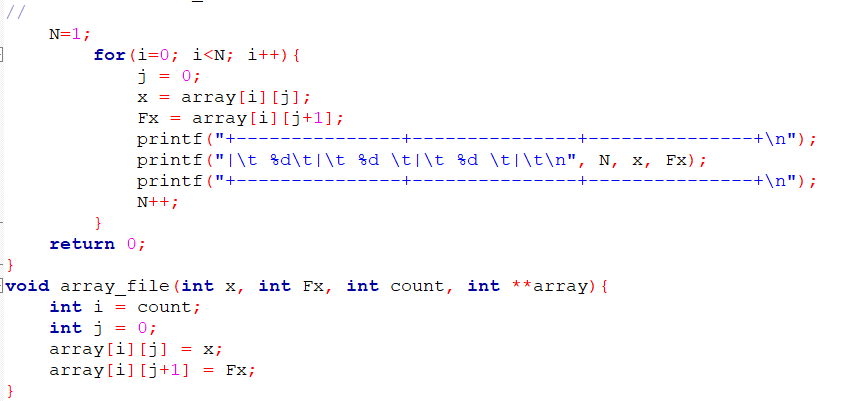 //
N=1;
for(i=0; i<N; i++){
j = 0;
x = array[i][j];
Fx = array[i][j+1];
printf("+---------------+----------------+---------------+\n");
printf("|\t %d\t|\t %d \t|\t %d \t|\t\n", N, x, Fx);
printf("+---------------+----------------+---------------+\n");
N++;
}
return 0;
}
void array_file(int x, int Fx, int count, int **array){
int i = count;
int j = 0;
array[i][j] = x;
array[i][j+1] = Fx;
}